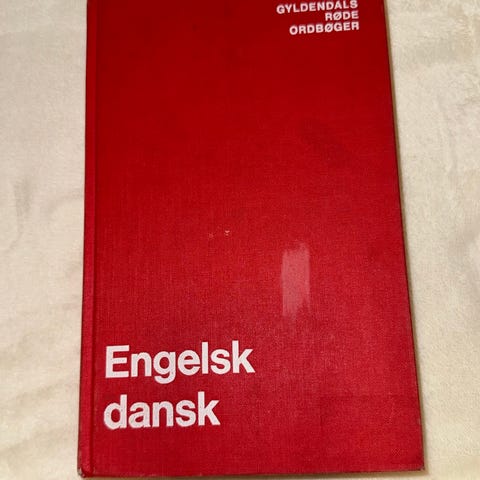 GYLDENDALS
RØDE
ORDBØGER
Engelsk
dansk